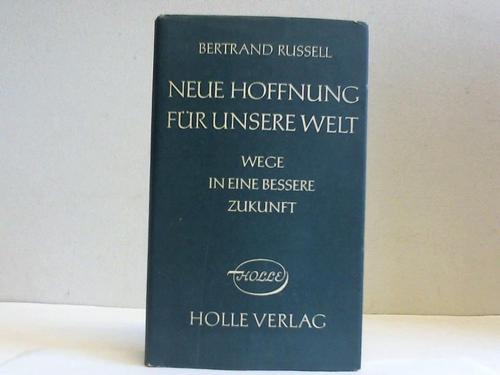 BERTRAND RUSSELL
NEUE HOFFNUNG
FÜR UNSERE WELT
WEGE
IN EINE BESSERE
ZUKUNFT
HOLLE
HOLLE VERLAG